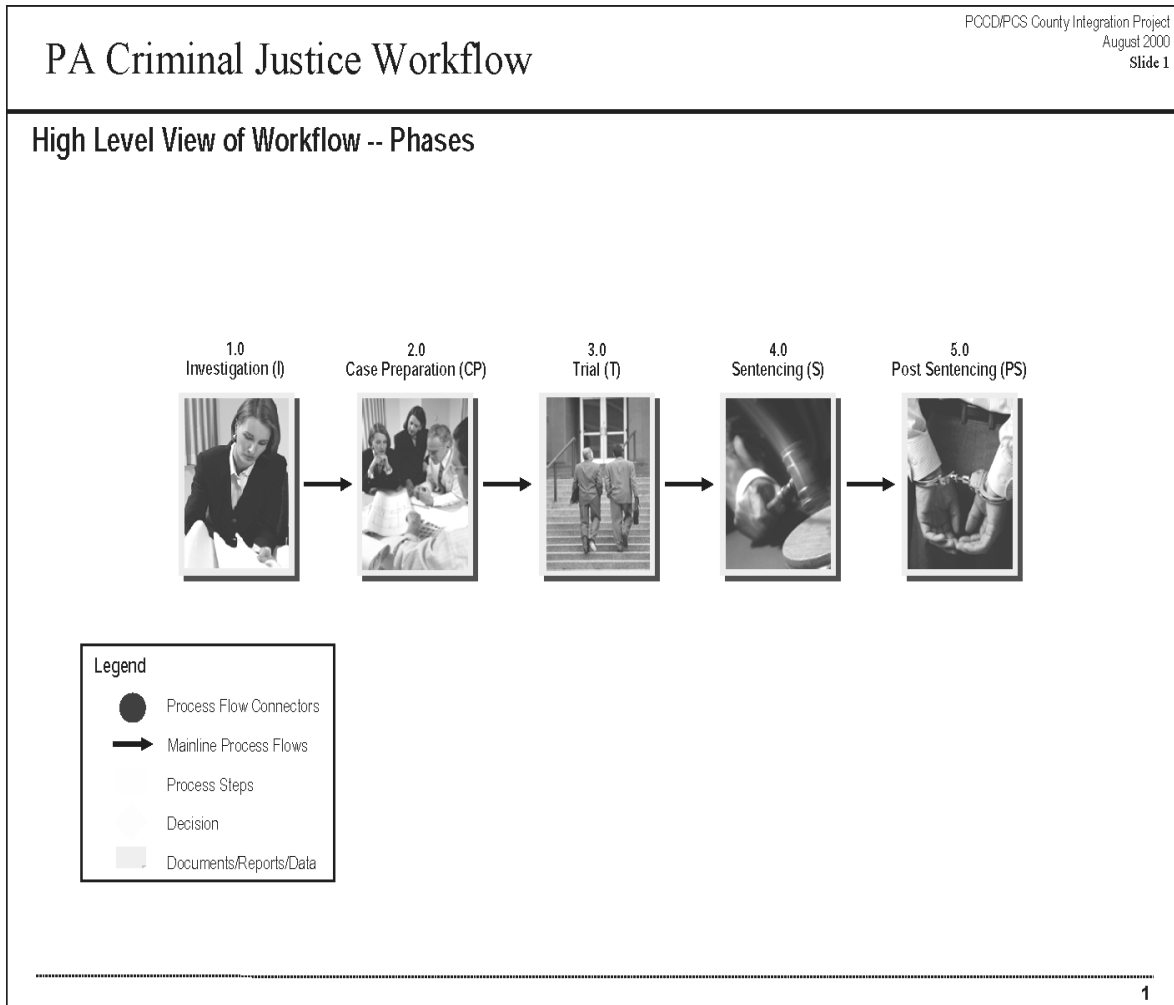 PCCD/PCS County Integration Project
August 2000
Slide 1
PA Criminal Justice Workflow
High Level View of Workflow -- Phases
1.0
Investigation (I)
2.0
Case Preparation (CP)
3.0
Trial (T)
4.0
Sentencing (S)
5.0
Post Sentencing (PS)
Legend
Process Flow Connectors
Mainline Process Flows
Process Steps
Decision
Documents/Reports/Data
1